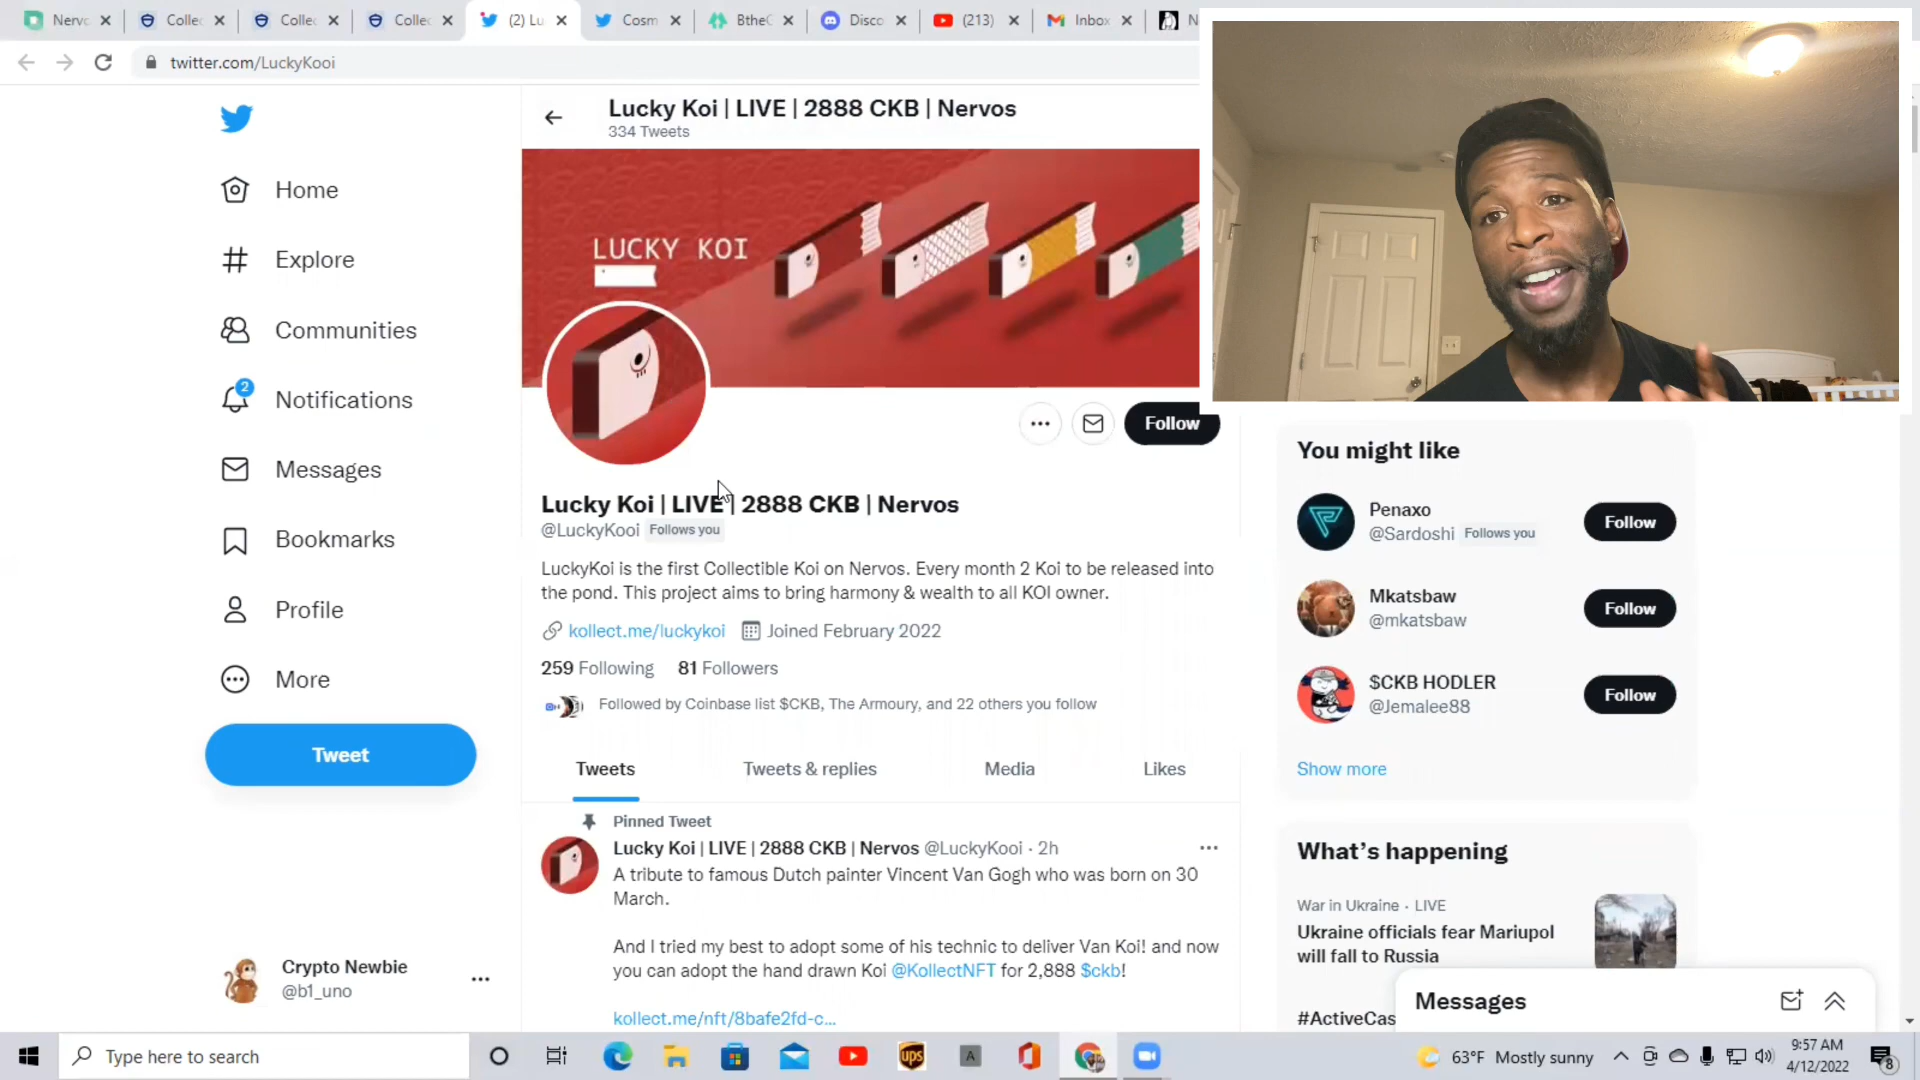 Nervc
Collec
Collec
Collec
(2) Lu
Cosm
BtheC
Disco
(213)
Inbox
N
twitter.com/LuckyKooi
Lucky Koi | LIVE | 2888 CKB | Nervos
334 Tweets
LUCKY KOI
Home
Explore
Communities
2
Notifications
Messages
Bookmarks
Profile
More
Tweet
Crypto Newbie
@b1_uno
Follow
Lucky Koi | LIVE | 2888 CKB | Nervos
@LuckyKooi Follows you
LuckyKoi is the first Collectible Koi on Nervos. Every month 2 Koi to be released into
the pond. This project aims to bring harmony & wealth to all KOI owner.
kollect.me/luckykoi Joined February 2022
259 Following 81 Followers
Followed by Coinbase list $CKB, The Armoury, and 22 others you follow
Tweets Tweets & replies Media Likes
Pinned Tweet
Lucky Koi | LIVE | 2888 CKB | Nervos @LuckyKooi · 2h
A tribute to famous Dutch painter Vincent Van Gogh who was born on 30
March.
And I tried my best to adopt some of his technic to deliver Van Koi! and now
you can adopt the hand drawn Koi @KollectNFT for 2,888 $ckb!
kollect.me/nft/8bafe2fd-c...
You might like
Penaxo
@Sardoshi Follows you
Follow
Mkatsbaw
@mkatsbaw
Follow
$CKB HODLER
@Jemalee88
Follow
Show more
What's happening
War in Ukraine · LIVE
Ukraine officials fear Mariupol
will fall to Russia
#ActiveCas
Messages
Type here to search
ups
A
63°F Mostly sunny
9:57 AM
4/12/2022
8